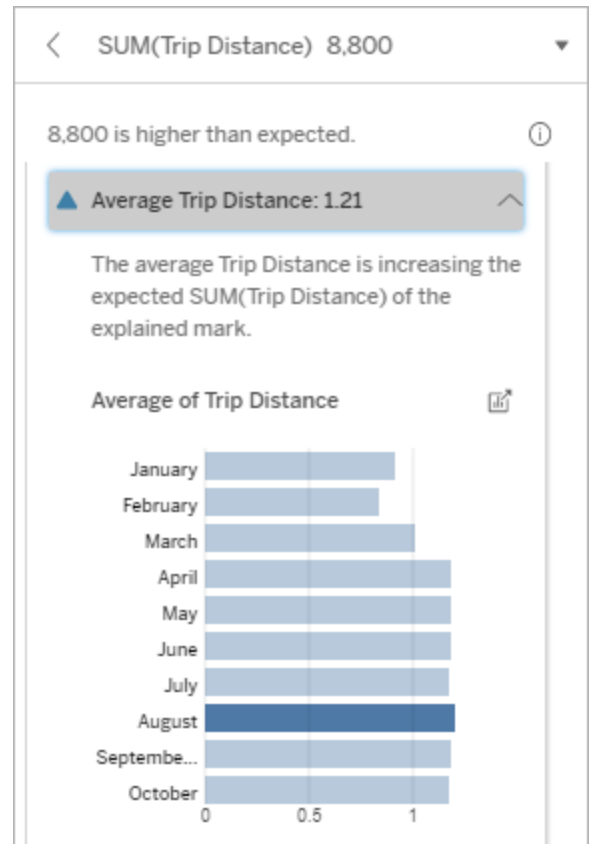 SUM(Trip Distance) 8,800
8,800 is higher than expected.
Average Trip Distance: 1.21
The average Trip Distance is increasing the
expected SUM(Trip Distance) of the
explained mark.
Average of Trip Distance
January
February
March
April
May
June
July
August
Septembe...
October
0 0.5 1